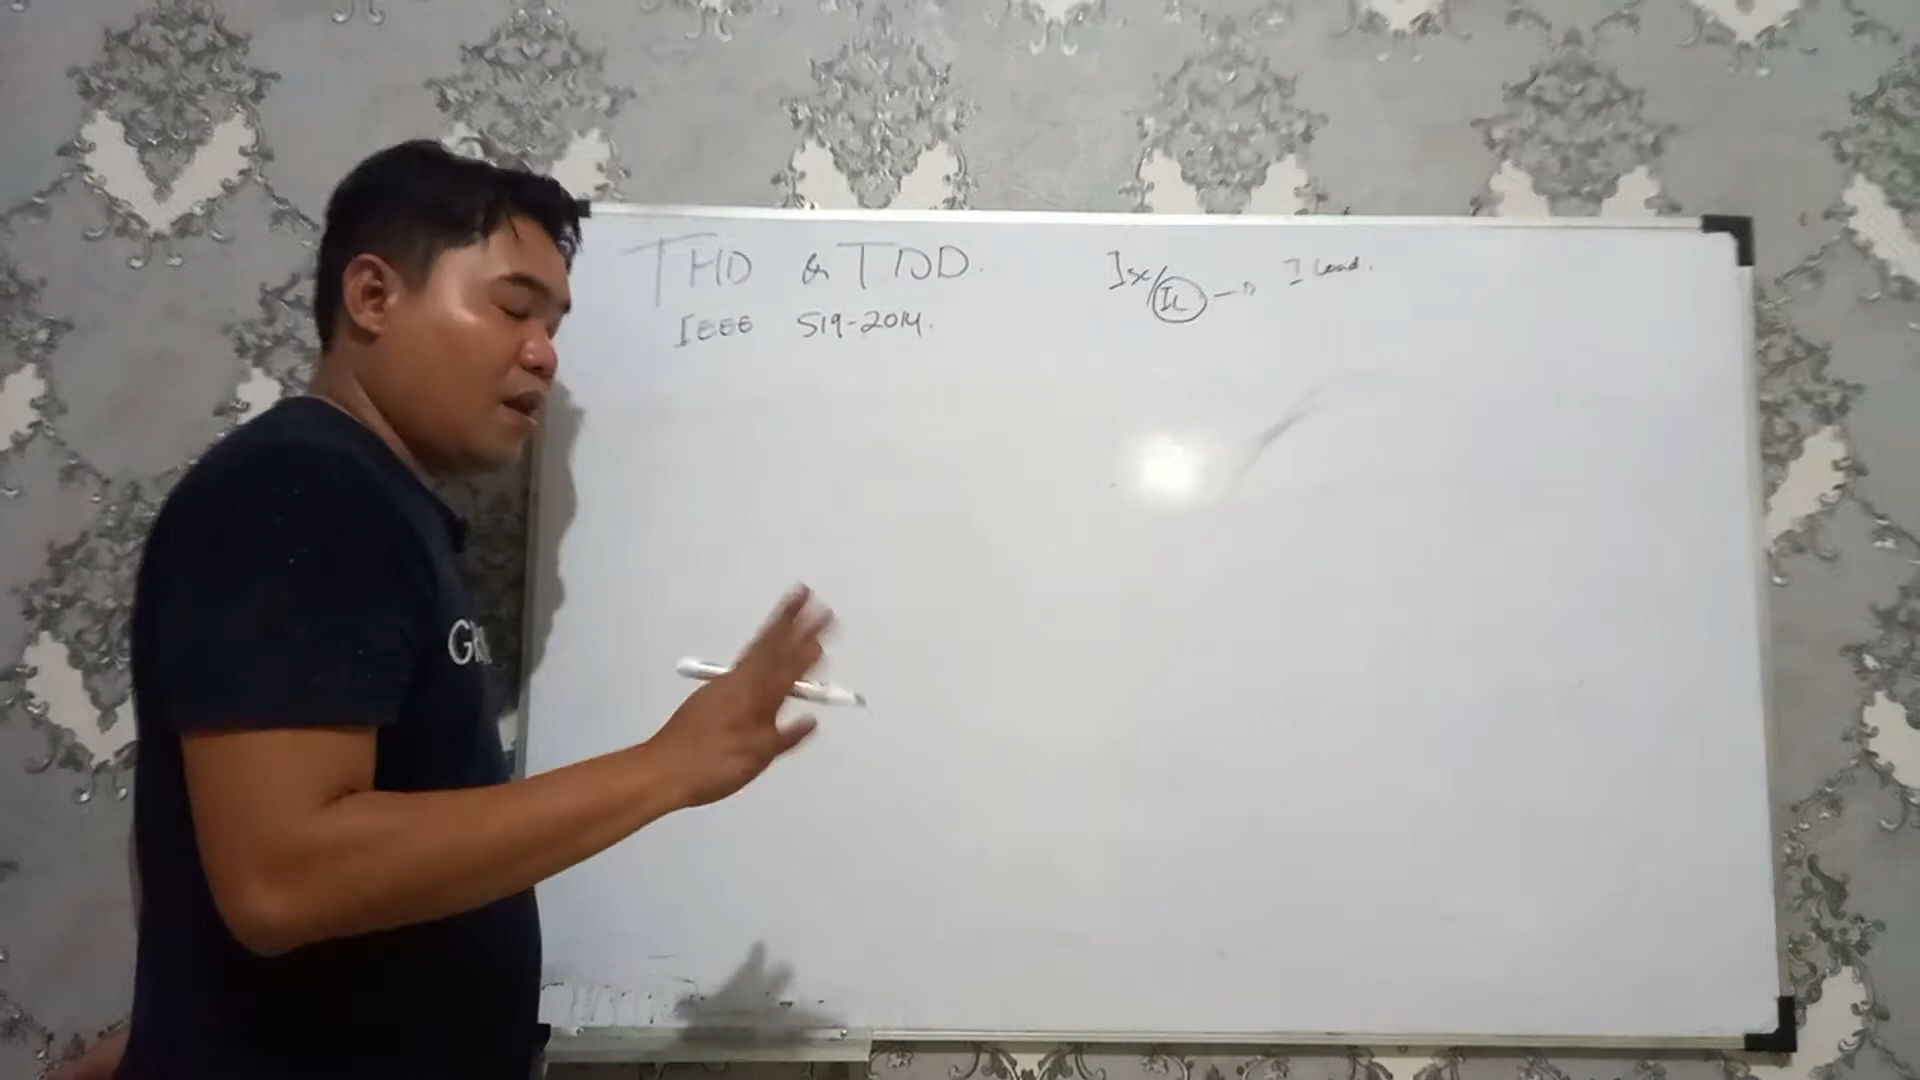 THD & TDD.
IEEE 519-2014.
Isc/IL → I load.